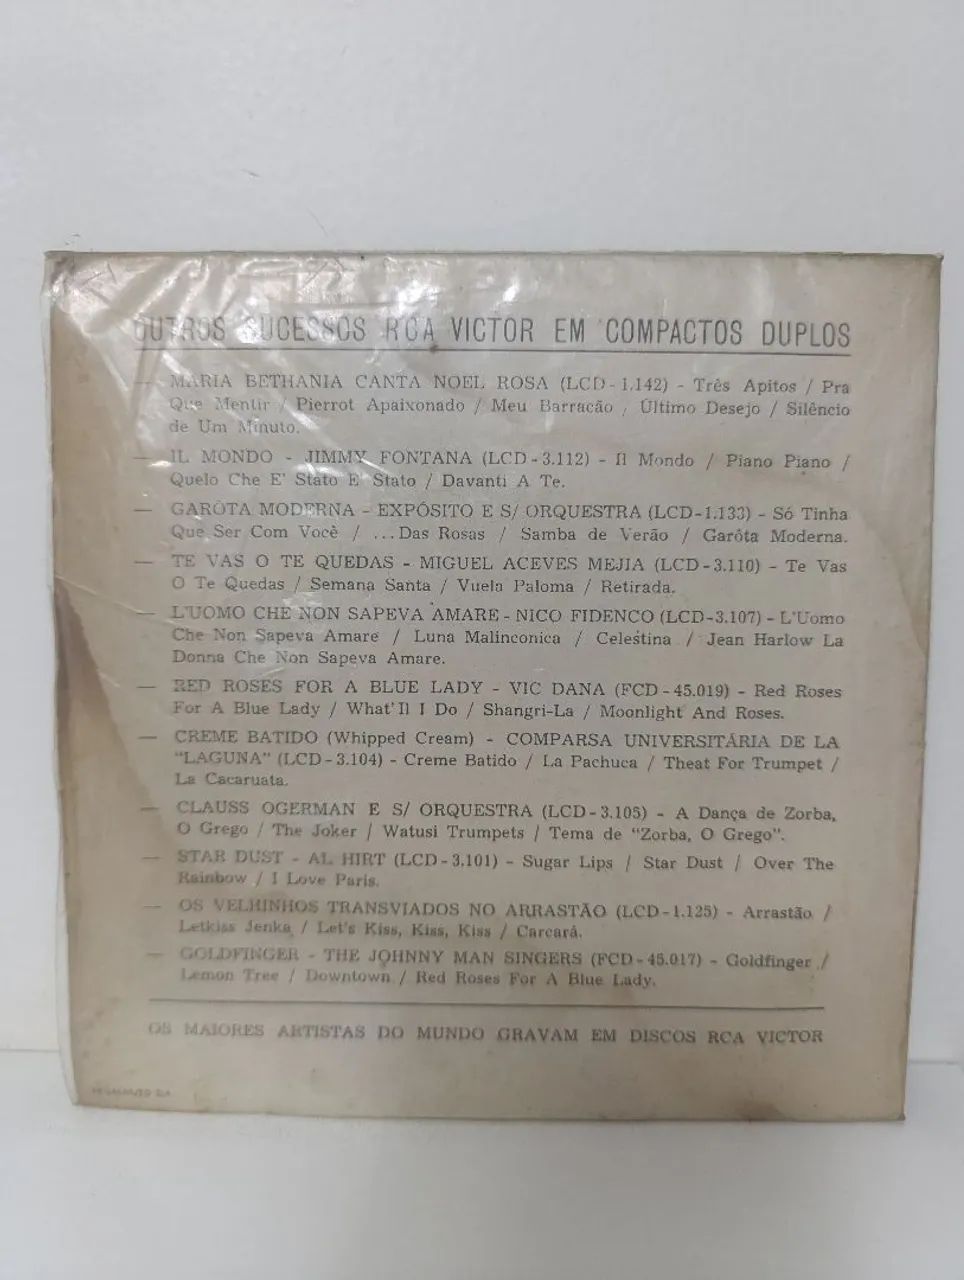 OUTROS SUCESSOS RCA VICTOR EM COMPACTOS DUPLOS
— MARIA BETHANIA CANTA NOEL ROSA (LCD-1.142) - Três Apitos / Pra
Que Mentir / Pierrot Apaixonado / Meu Barracão / Último Desejo / Silêncio
de Um Minuto.
— IL MONDO - JIMMY FONTANA (LCD-3.112) - Il Mondo / Piano Piano /
Quelo Che E' Stato E' Stato / Davanti A Te.
— GARÔTA MODERNA - EXPÓSITO E S/ ORQUESTRA (LCD-1.133) - Só Tinha
Que Ser Com Você / ...Das Rosas / Samba de Verão / Garôta Moderna.
— TE VAS O TE QUEDAS - MIGUEL ACEVES MEJIA (LCD-3.110) - Te Vas
O Te Quedas / Semana Santa / Vuela Paloma / Retirada.
— L'UOMO CHE NON SAPEVA AMARE - NICO FIDENCO (LCD-3.107) - L'Uomo
Che Non Sapeva Amare / Luna Malinconica / Celestina / Jean Harlow La
Donna Che Non Sapeva Amare.
— RED ROSES FOR A BLUE LADY - VIC DANA (FCD-45.019) - Red Roses
For A Blue Lady / What'll I Do / Shangri-La / Moonlight And Roses.
— CREME BATIDO (Whipped Cream) - COMPARSA UNIVERSITÁRIA DE LA
"LAGUNA" (LCD-3.104) - Creme Batido / La Pachuca / Theat For Trumpet /
La Cacaruata.
— CLAUSS OGERMAN E S/ ORQUESTRA (LCD-3.105) - A Dança de Zorba,
O Grego / The Joker / Watusi Trumpets / Tema de "Zorba, O Grego".
— STAR DUST - AL HIRT (LCD-3.101) - Sugar Lips / Star Dust / Over The
Rainbow / I Love Paris.
— OS VELHINHOS TRANSVIADOS NO ARRASTÃO (LCD-1.125) - Arrastão /
Letkiss Jenka / Let's Kiss, Kiss, Kiss / Carcará.
— GOLDFINGER - THE JOHNNY MAN SINGERS (FCD-45.017) - Goldfinger /
Lemon Tree / Downtown / Red Roses For A Blue Lady.
OS MAIORES ARTISTAS DO MUNDO GRAVAM EM DISCOS RCA VICTOR